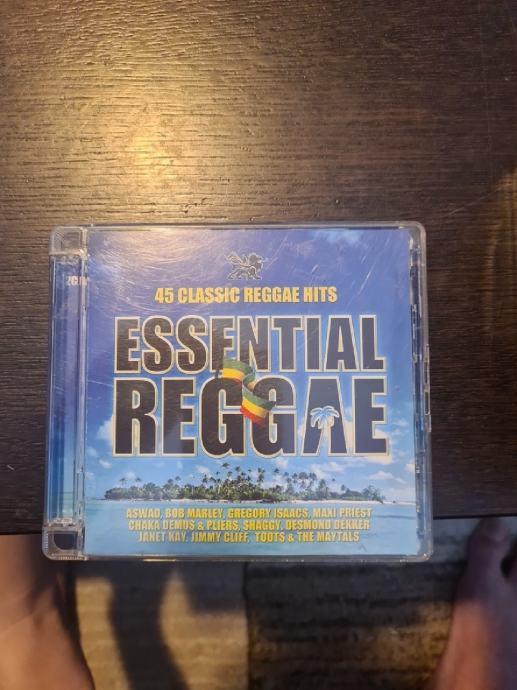 45 CLASSIC REGGAE HITS
ESSENTIAL
REGGAE
ASWAD, BOB MARLEY, GREGORY ISAACS, MAXI PRIEST
CHAKA DEMUS & PLIERS, SHAGGY, DESMOND DEKKER
JANET KAY, JIMMY CLIFF, TOOTS & THE MAYTALS